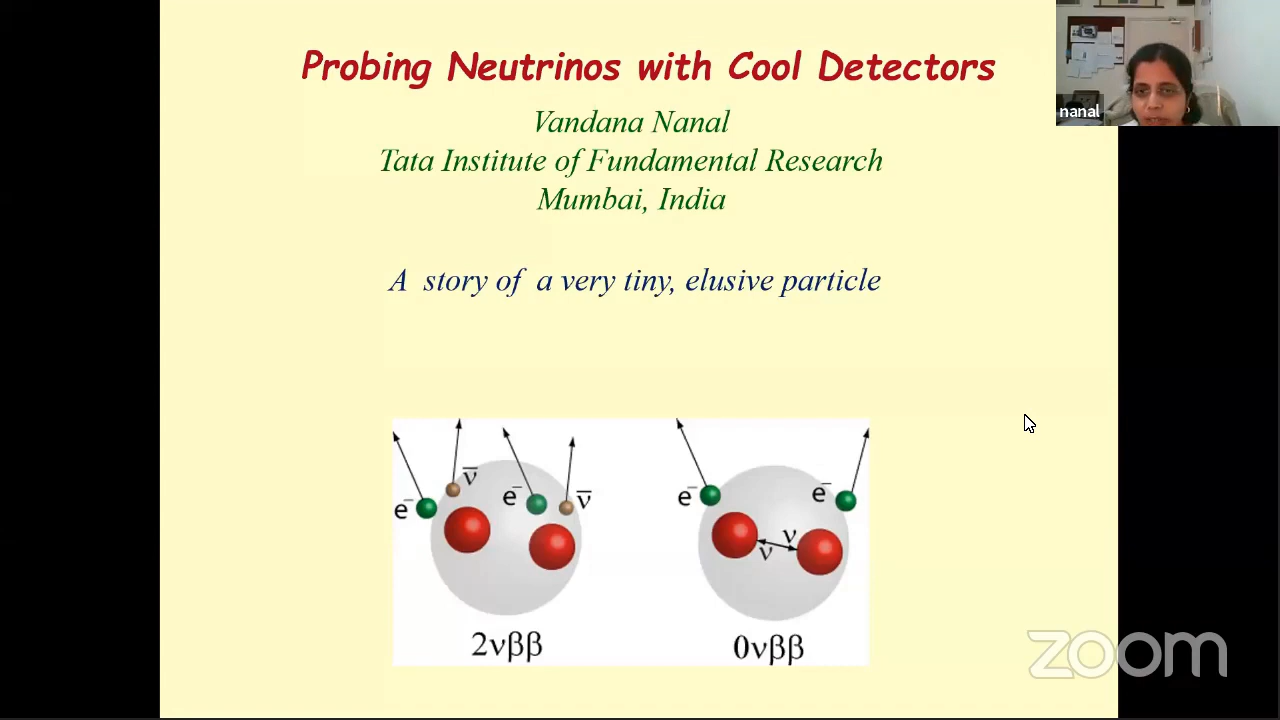 Probing Neutrinos with Cool Detectors
nanal
Vandana Nanal
Tata Institute of Fundamental Research
Mumbai, India
A story of a very tiny, elusive particle
e⁻ ν̅ e⁻ ν̅
e⁻ ν ν e⁻
2νββ
0νββ
zoom